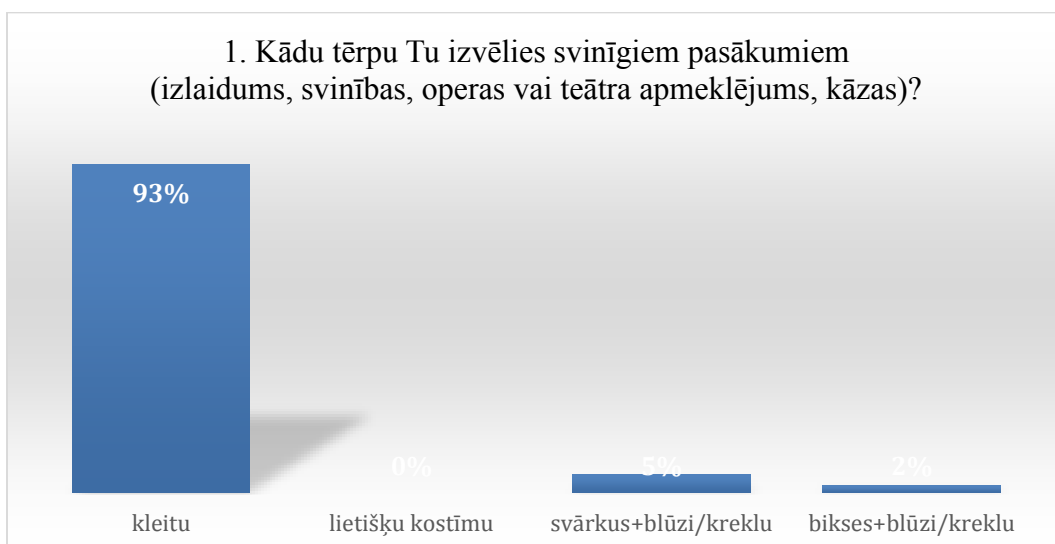 1. Kādu tērpu Tu izvēlies svinīgiem pasākumiem
(izlaidums, svinības, operas vai teātra apmeklējums, kāzas)?
93%
0%
5%
2%
kleitu
lietišķu kostīmu
svārkus+blūzi/kreklu
bikses+blūzi/kreklu